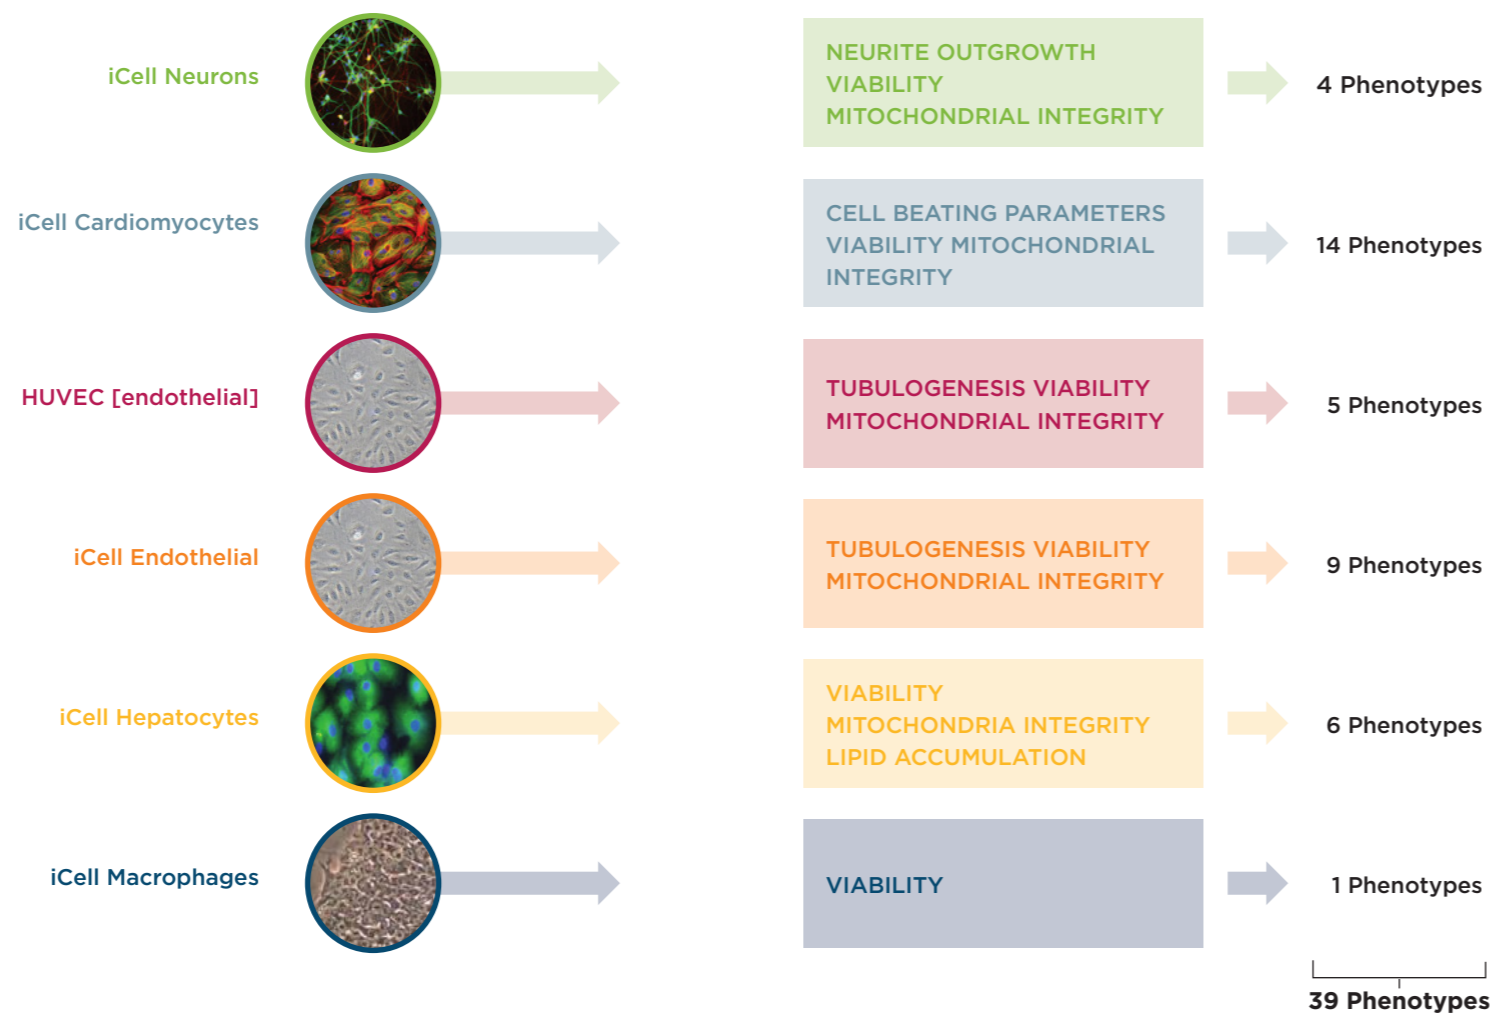 iCell Neurons
NEURITE OUTGROWTH
VIABILITY
MITOCHONDRIAL INTEGRITY
4 Phenotypes
iCell Cardiomyocytes
CELL BEATING PARAMETERS
VIABILITY MITOCHONDRIAL
INTEGRITY
14 Phenotypes
HUVEC [endothelial]
TUBULOGENESIS VIABILITY
MITOCHONDRIAL INTEGRITY
5 Phenotypes
iCell Endothelial
TUBULOGENESIS VIABILITY
MITOCHONDRIAL INTEGRITY
9 Phenotypes
iCell Hepatocytes
VIABILITY
MITOCHONDRIA INTEGRITY
LIPID ACCUMULATION
6 Phenotypes
iCell Macrophages
VIABILITY
1 Phenotypes
39 Phenotypes